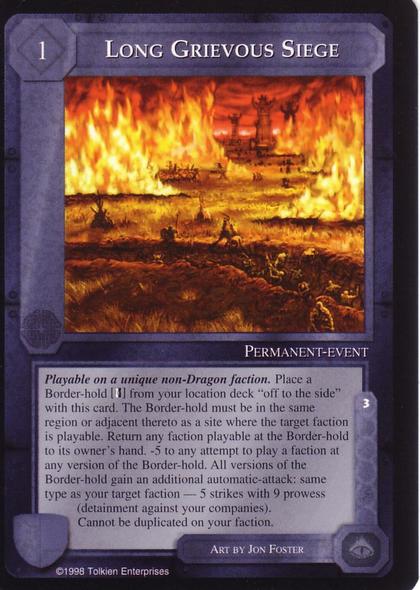 1
LONG GRIEVOUS SIEGE
PERMANENT-EVENT
Playable on a unique non-Dragon faction. Place a
Border-hold [] from your location deck “off to the side”
with this card. The Border-hold must be in the same
region or adjacent thereto as a site where the target faction
is playable. Return any faction playable at the Border-hold
to its owner's hand. -5 to any attempt to play a faction at
any version of the Border-hold. All versions of the
Border-hold gain an additional automatic-attack: same
type as your target faction — 5 strikes with 9 prowess
(detainment against your companies).
Cannot be duplicated on your faction.
3
ART BY JON FOSTER
©1998 Tolkien Enterprises